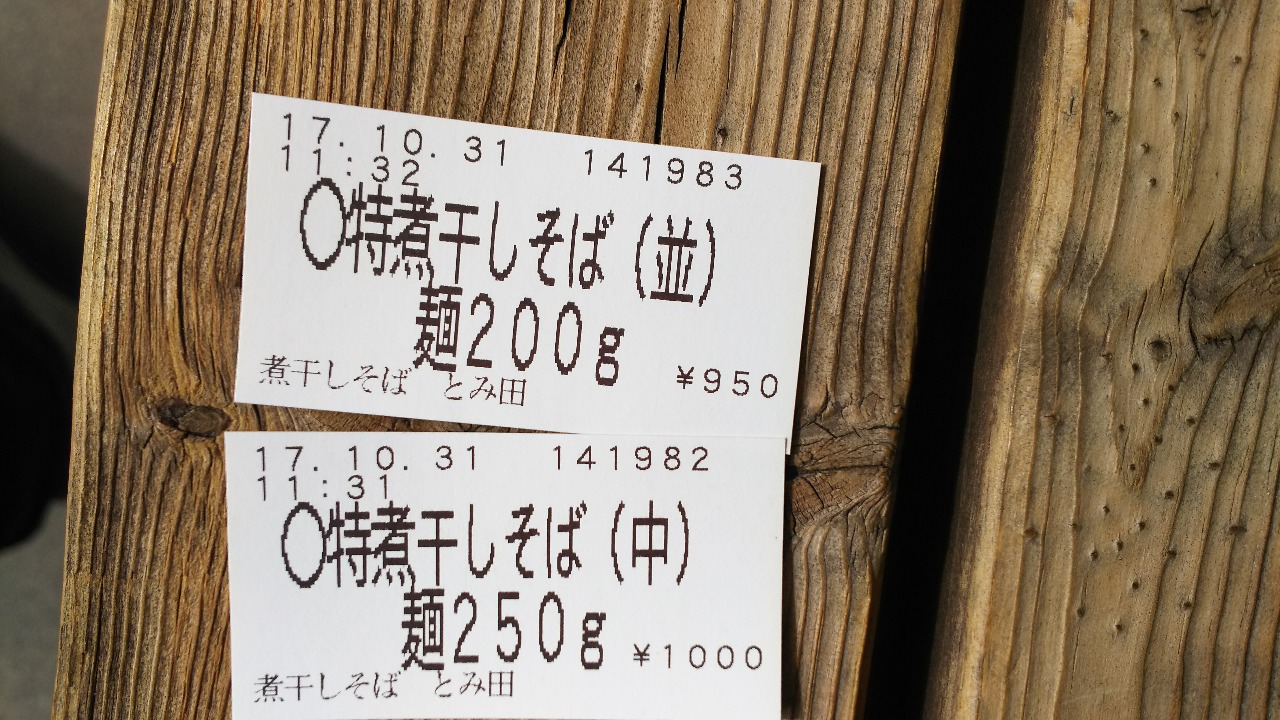 17. 10. 31 141983
11:32
〇特煮干しそば(並)
麺200g
煮干しそば とみ田 ¥950
17. 10. 31 141982
11:31
〇特煮干しそば(中)
麺250g
煮干しそば とみ田 ¥1000